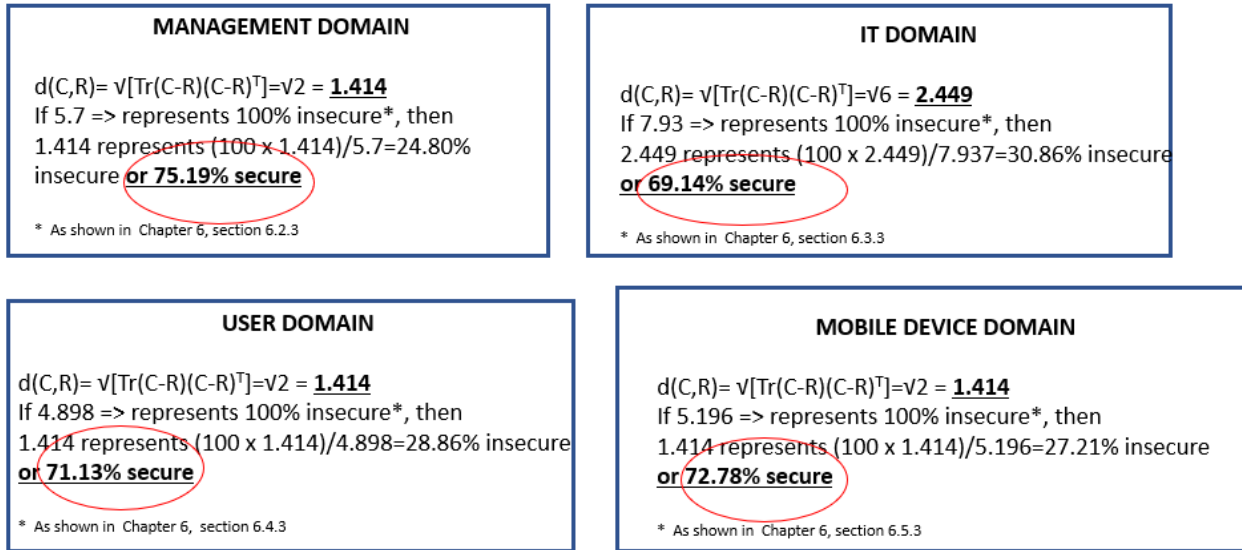 MANAGEMENT DOMAIN
d(C,R)= √[Tr(C-R)(C-R)ᵀ]=√2 = 1.414
If 5.7 => represents 100% insecure*, then
1.414 represents (100 x 1.414)/5.7=24.80%
insecure or 75.19% secure
* As shown in Chapter 6, section 6.2.3
IT DOMAIN
d(C,R)= √[Tr(C-R)(C-R)ᵀ]=√6 = 2.449
If 7.93 => represents 100% insecure*, then
2.449 represents (100 x 2.449)/7.937=30.86% insecure
or 69.14% secure
* As shown in Chapter 6, section 6.3.3
USER DOMAIN
d(C,R)= √[Tr(C-R)(C-R)ᵀ]=√2 = 1.414
If 4.898 => represents 100% insecure*, then
1.414 represents (100 x 1.414)/4.898=28.86% insecure
or 71.13% secure
* As shown in Chapter 6, section 6.4.3
MOBILE DEVICE DOMAIN
d(C,R)= √[Tr(C-R)(C-R)ᵀ]=√2 = 1.414
If 5.196 => represents 100% insecure*, then
1.414 represents (100 x 1.414)/5.196=27.21% insecure
or 72.78% secure
* As shown in Chapter 6, section 6.5.3